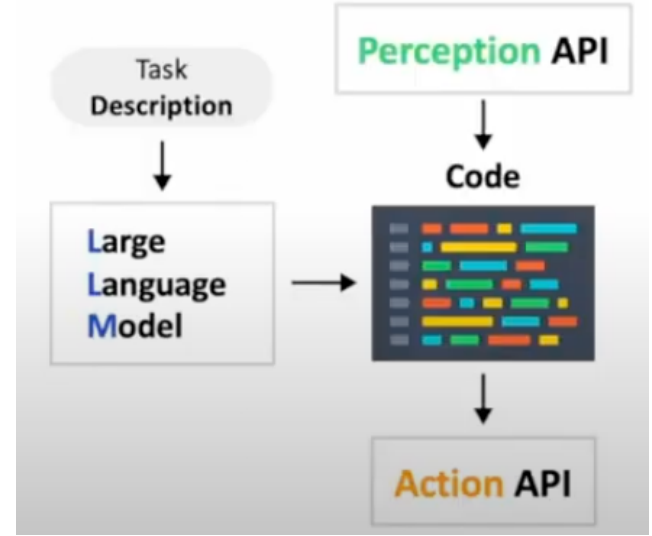 Task
Description
Large
Language
Model
Perception API
Code
Action API